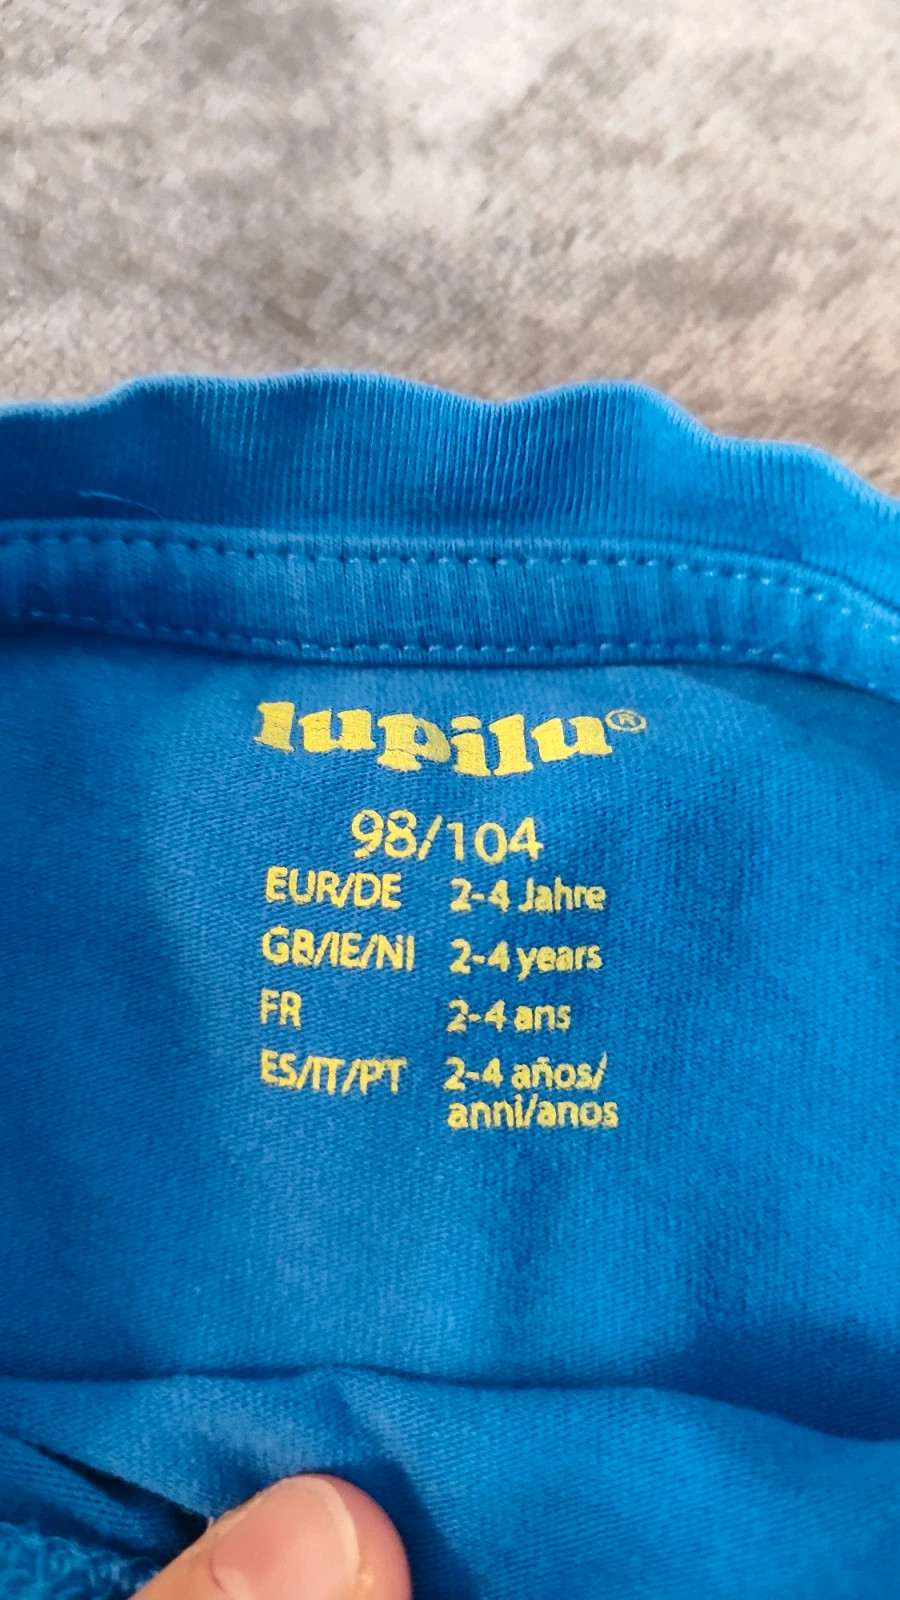 lupilu®
98/104
EUR/DE 2-4 Jahre
GB/IE/NI 2-4 years
FR 2-4 ans
ES/IT/PT 2-4 años/
anni/anos